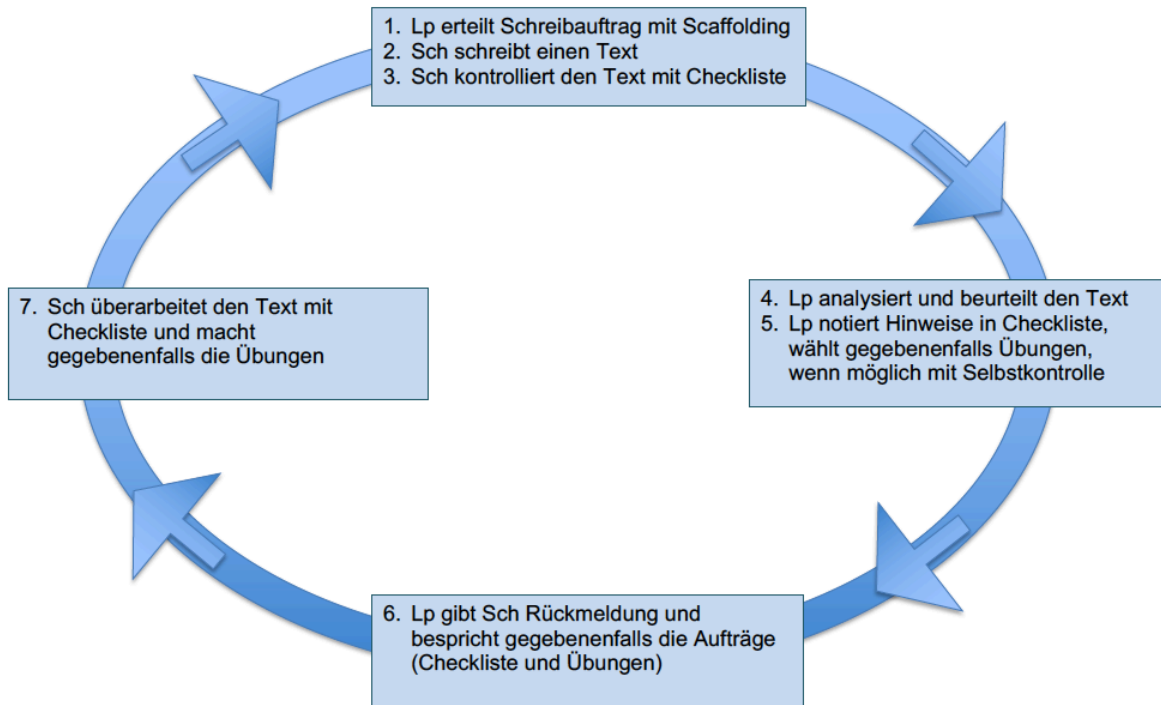 1. Lp erteilt Schreibauftrag mit Scaffolding
2. Sch schreibt einen Text
3. Sch kontrolliert den Text mit Checkliste
4. Lp analysiert und beurteilt den Text
5. Lp notiert Hinweise in Checkliste,
wählt gegebenenfalls Übungen,
wenn möglich mit Selbstkontrolle
6. Lp gibt Sch Rückmeldung und
bespricht gegebenenfalls die Aufträge
(Checkliste und Übungen)
7. Sch überarbeitet den Text mit
Checkliste und macht
gegebenenfalls die Übungen